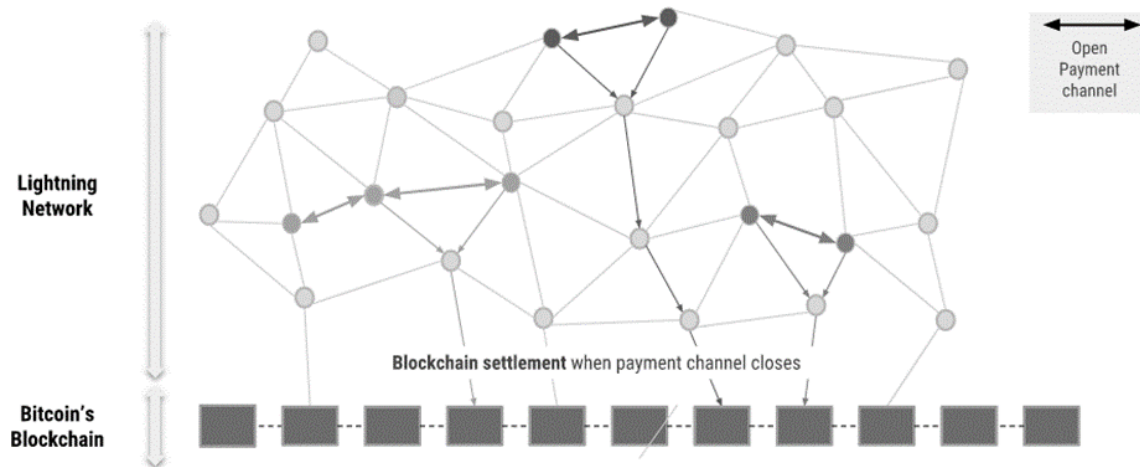 Open
Payment
channel
Lightning
Network
Blockchain settlement when payment channel closes
Bitcoin's
Blockchain